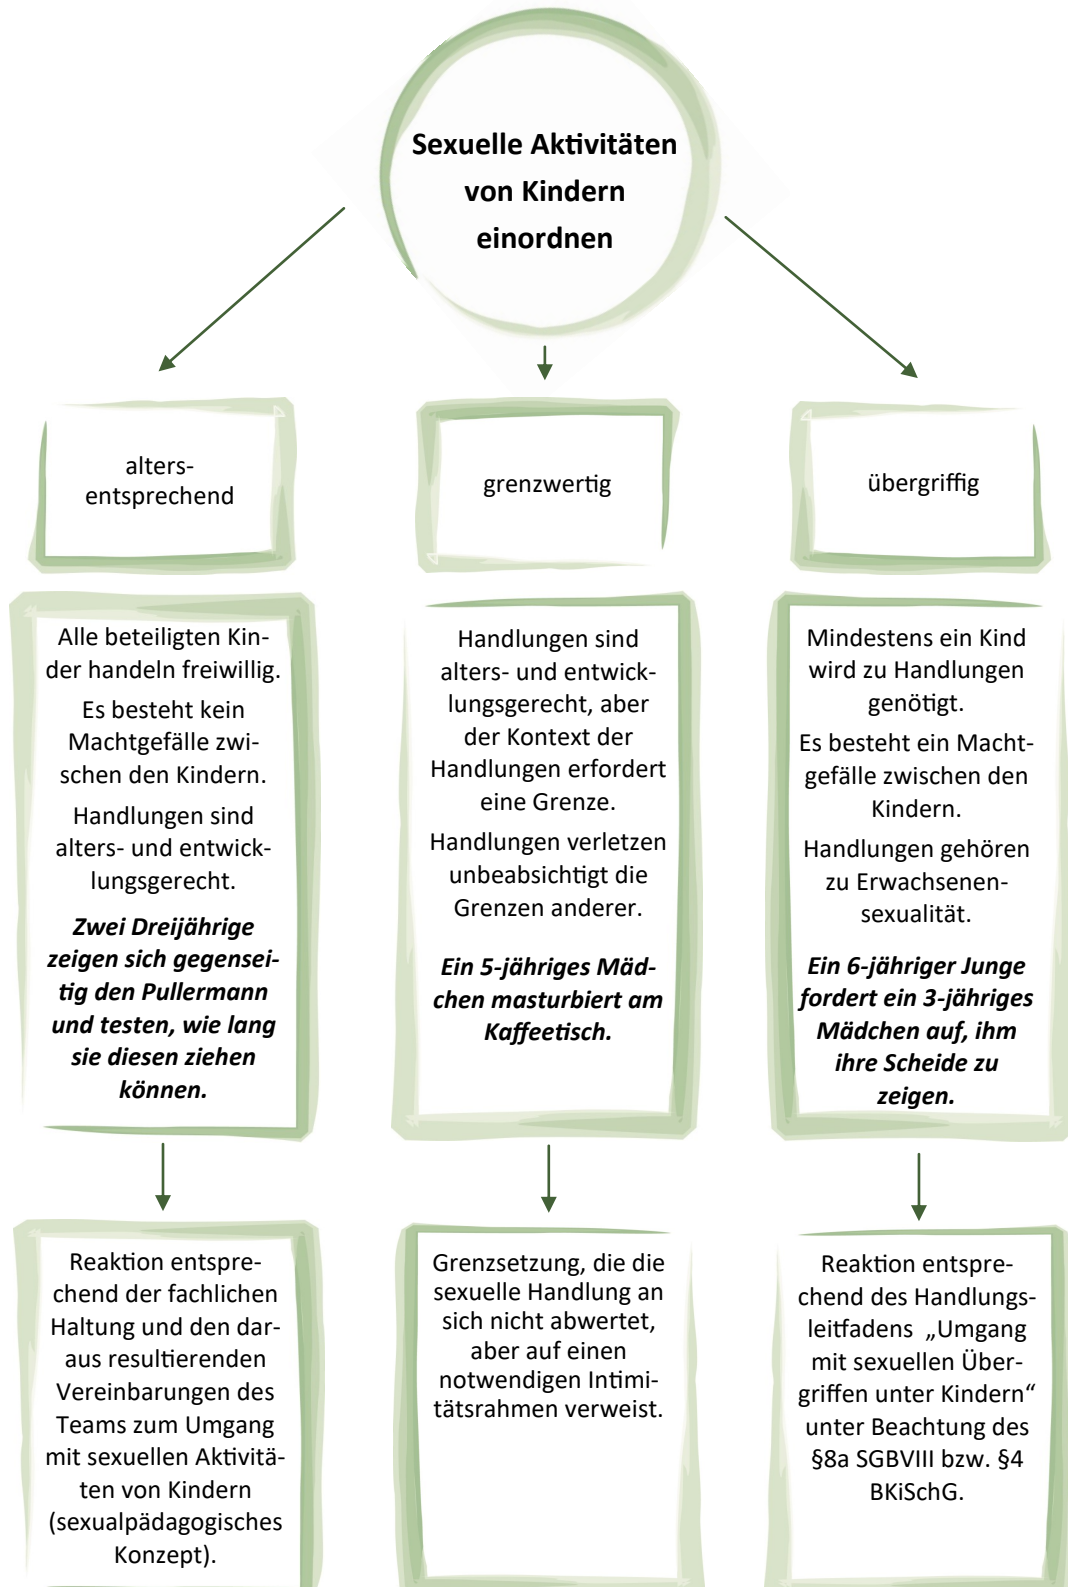 Sexuelle Aktivitäten
von Kindern
einordnen
alters-
entsprechend
grenzwertig
übergriffig
Alle beteiligten Kin-
der handeln freiwillig.
Es besteht kein
Machtgefälle zwi-
schen den Kindern.
Handlungen sind
alters- und entwick-
lungsgerecht.
Zwei Dreijährige
zeigen sich gegensei-
tig den Pullermann
und testen, wie lang
sie diesen ziehen
können.
Handlungen sind
alters- und entwick-
lungsgerecht, aber
der Kontext der
Handlungen erfordert
eine Grenze.
Handlungen verletzen
unbeabsichtigt die
Grenzen anderer.
Ein 5-jähriges Mäd-
chen masturbiert am
Kaffeetisch.
Mindestens ein Kind
wird zu Handlungen
genötigt.
Es besteht ein Macht-
gefälle zwischen den
Kindern.
Handlungen gehören
zu Erwachsenen-
sexualität.
Ein 6-jähriger Junge
fordert ein 3-jähriges
Mädchen auf, ihm
ihre Scheide zu
zeigen.
Reaktion entspre-
chend der fachlichen
Haltung und den dar-
aus resultierenden
Vereinbarungen des
Teams zum Umgang
mit sexuellen Aktivitä-
ten von Kindern
(sexualpädagogisches
Konzept).
Grenzsetzung, die die
sexuelle Handlung an
sich nicht abwertet,
aber auf einen
notwendigen Intimi-
tätsrahmen verweist.
Reaktion entspre-
chend des Handlungs-
leitfadens „Umgang
mit sexuellen Über-
griffen unter Kindern“
unter Beachtung des
§8a SGBVIII bzw. §4
BKiSchG.